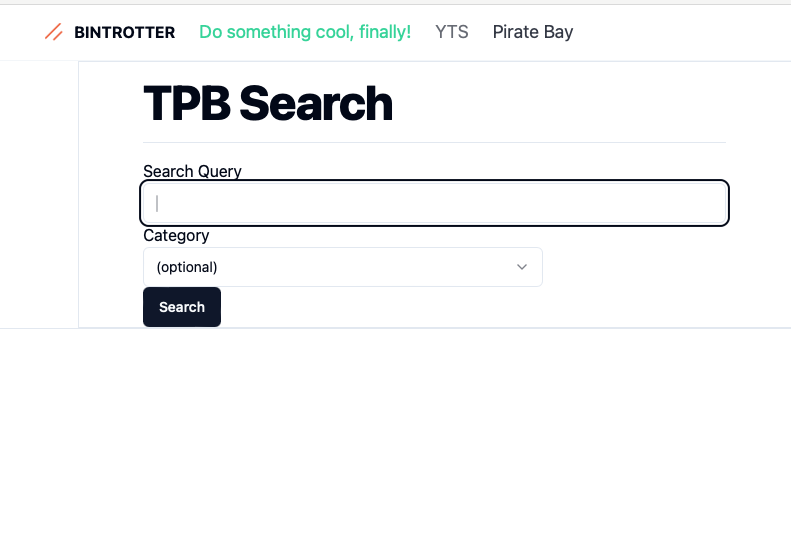 BINTROTTER Do something cool, finally! YTS Pirate Bay
TPB Search
Search Query
Category
(optional)
Search